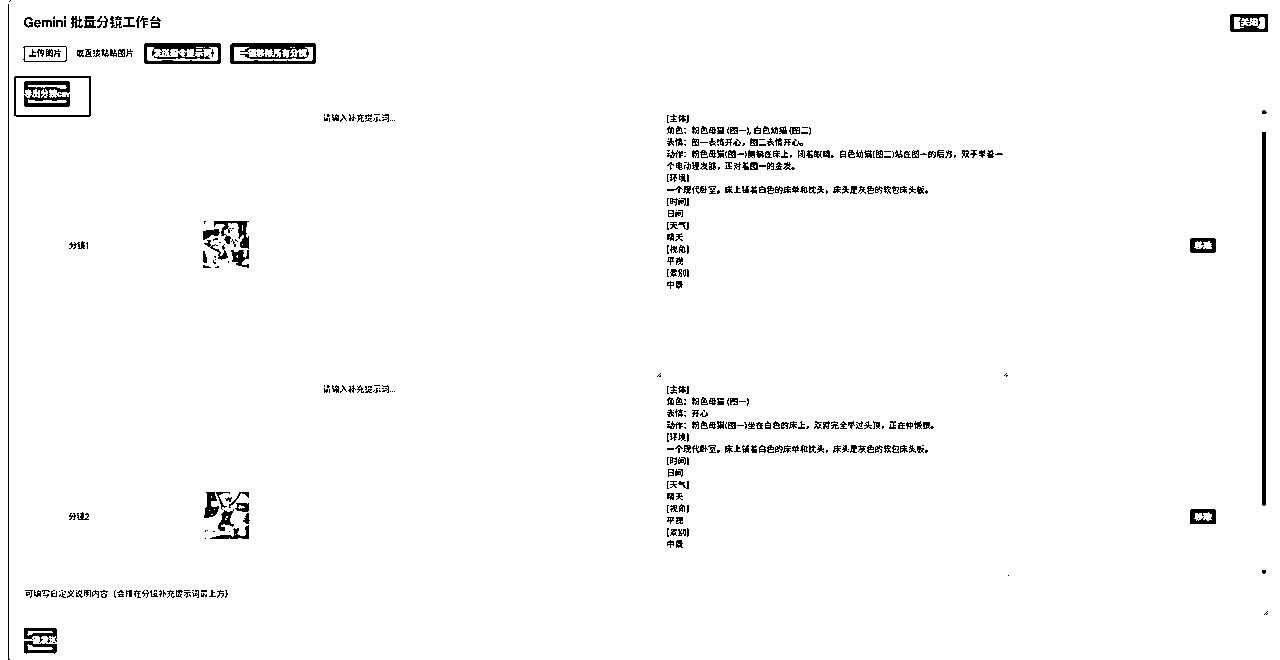 Gemini 批量分镜工作台
关闭
上传图片 或直接粘贴图片 发送指令提示词 一键移除所有分镜
导出分镜csv
请输入补充提示词...
[主体]
角色：粉色母猫 (图一), 白色幼猫 (图二)
表情：图一表情开心，图二表情开心。
动作：粉色母猫(图一)侧躺在床上，闭着眼睛。白色幼猫(图二)站在图一的后方，双手拿着一
个电动理发器，正对着图一的金发。
[环境]
一个现代卧室。床上铺着白色的床单和枕头，床头是灰色的软包床头板。
[时间]
日间
[天气]
晴天
[视角]
平视
[景别]
中景
分镜1
移除
请输入补充提示词...
[主体]
角色：粉色母猫 (图一)
表情：开心
动作：粉色母猫(图一)坐在白色的床上，双臂完全举过头顶，正在伸懒腰。
[环境]
一个现代卧室。床上铺着白色的床单和枕头，床头是灰色的软包床头板。
[时间]
日间
[天气]
晴天
[视角]
平视
[景别]
中景
分镜2
移除
可填写自定义说明内容（会排在分镜补充提示词最上方）
一键发送